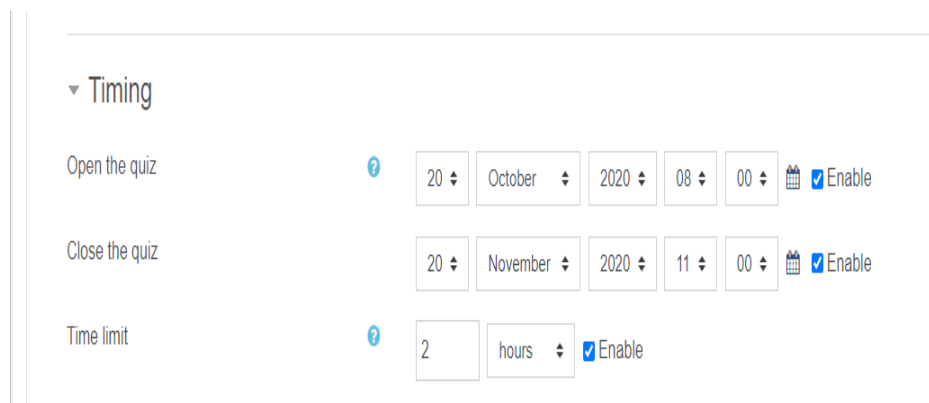 Timing
Open the quiz ? 20 October 2020 08 00 Enable
Close the quiz 20 November 2020 11 00 Enable
Time limit ? 2 hours Enable